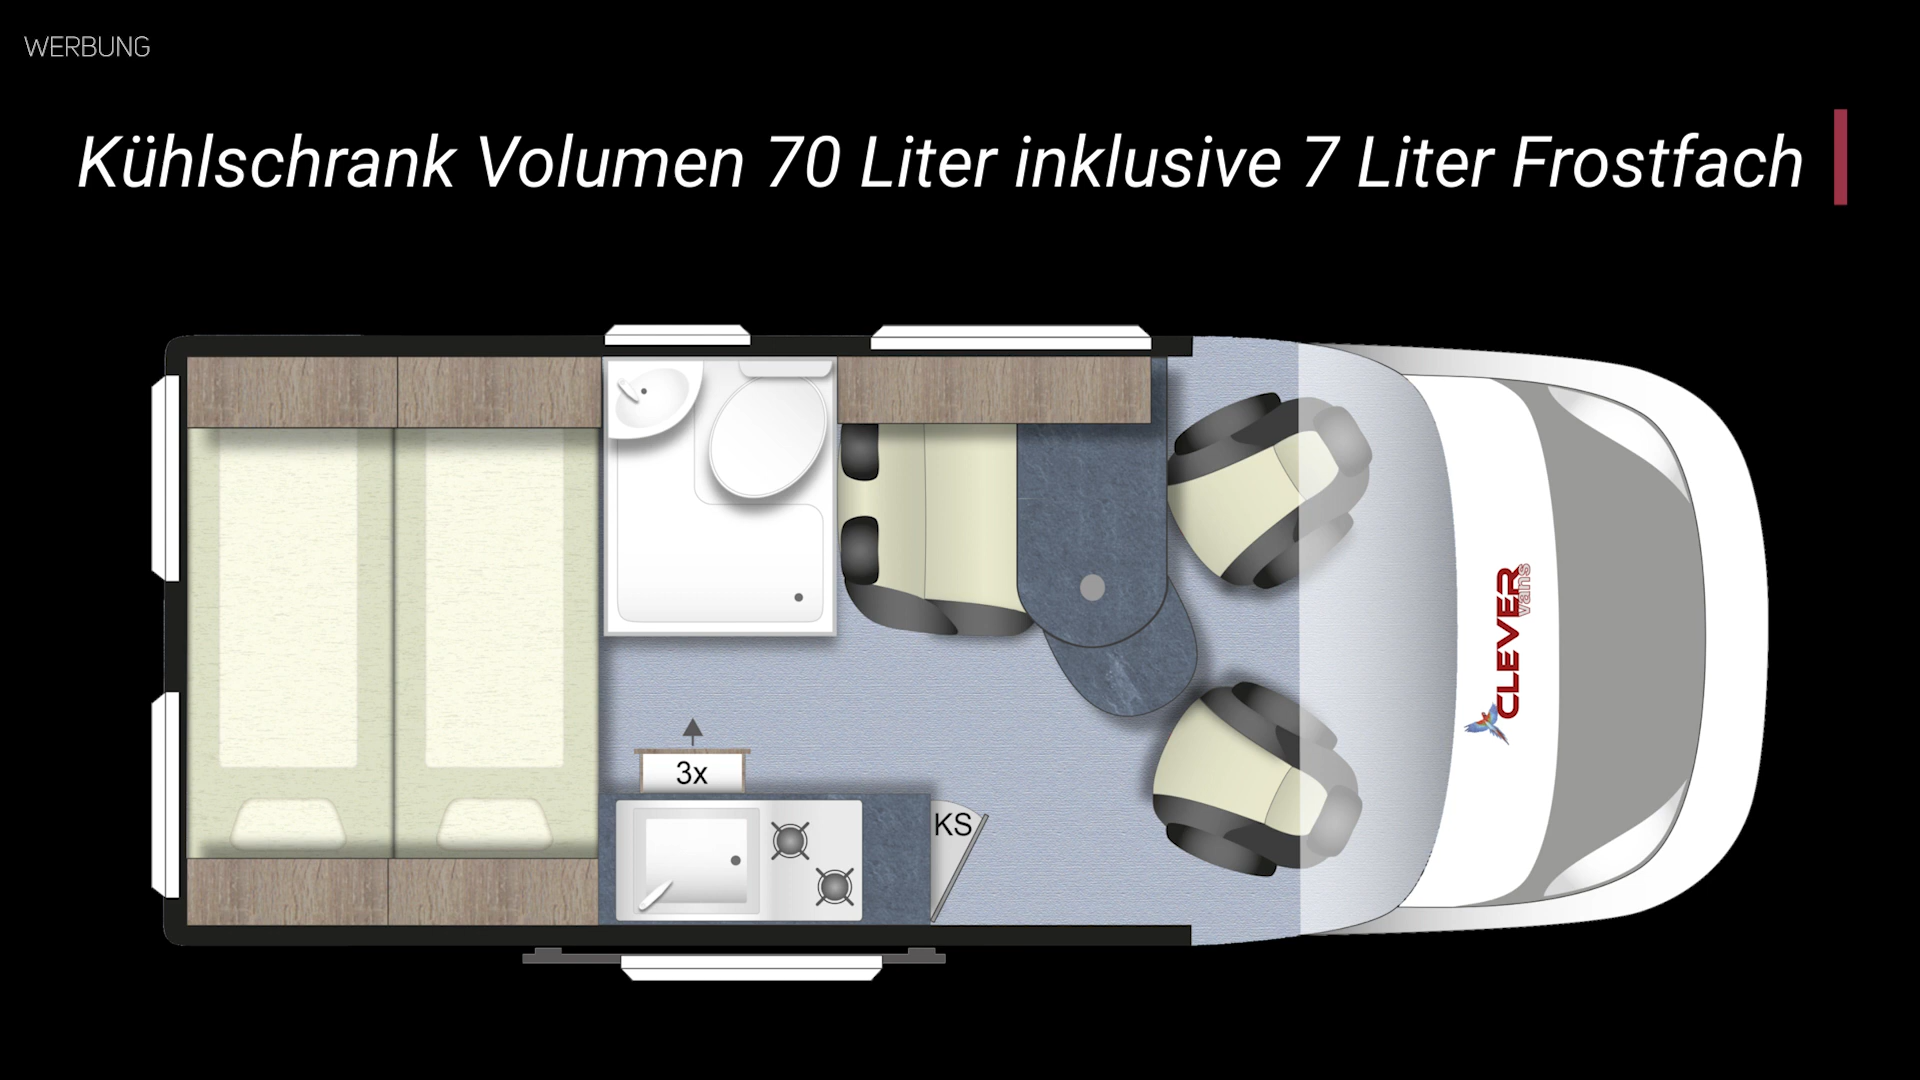 WERBUNG
Kühlschrank Volumen 70 Liter inklusive 7 Liter Frostfach
CLEVER
vans
3x
KS